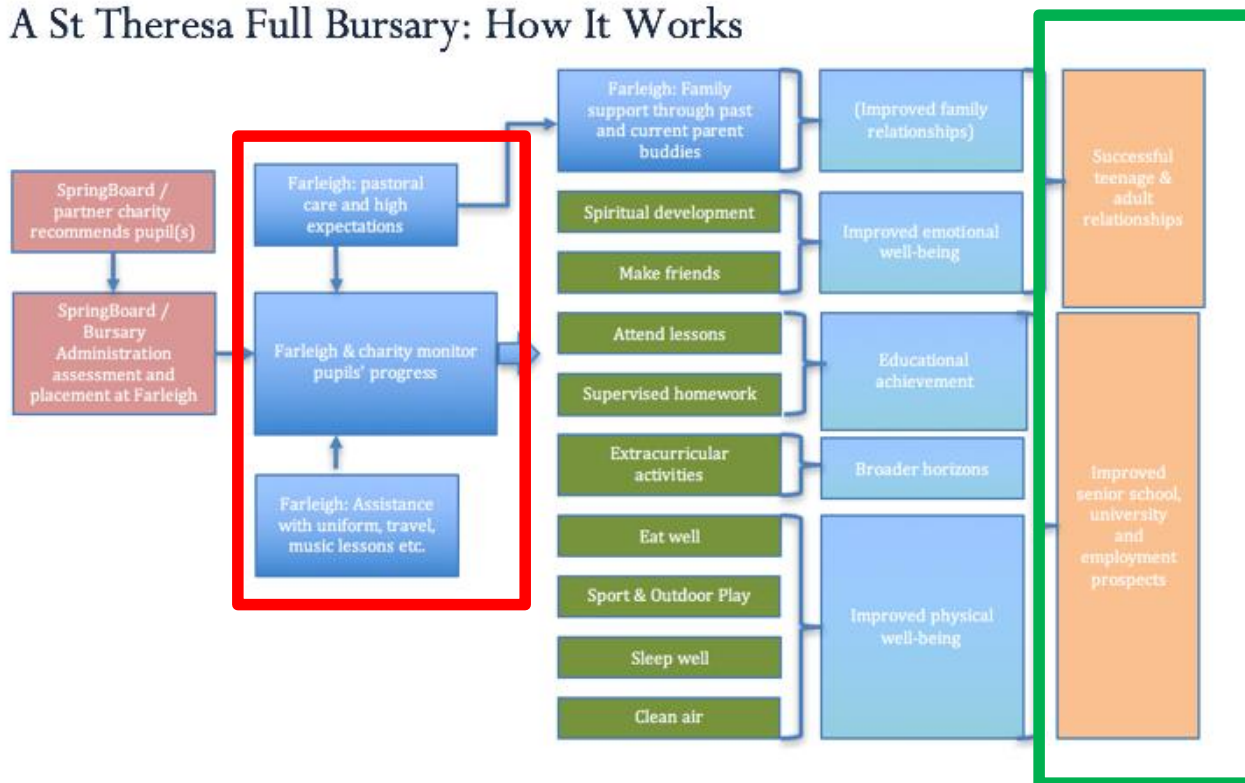 A St Theresa Full Bursary: How It Works
SpringBoard /
partner charity
recommends pupil(s)
SpringBoard /
Bursary
Administration
assessment and
placement at Farleigh
Farleigh: pastoral
care and high
expectations
Farleigh & charity monitor
pupils' progress
Farleigh: Assistance
with uniform, travel,
music lessons etc.
Farleigh: Family
support through past
and current parent
buddies
Spiritual development
Make friends
Attend lessons
Supervised homework
Extracurricular
activities
Eat well
Sport & Outdoor Play
Sleep well
Clean air
(Improved family
relationships)
Improved emotional
well-being
Educational
achievement
Broader horizons
Improved physical
well-being
Successful
teenage &
adult
relationships
Improved
senior school,
university
and
employment
prospects